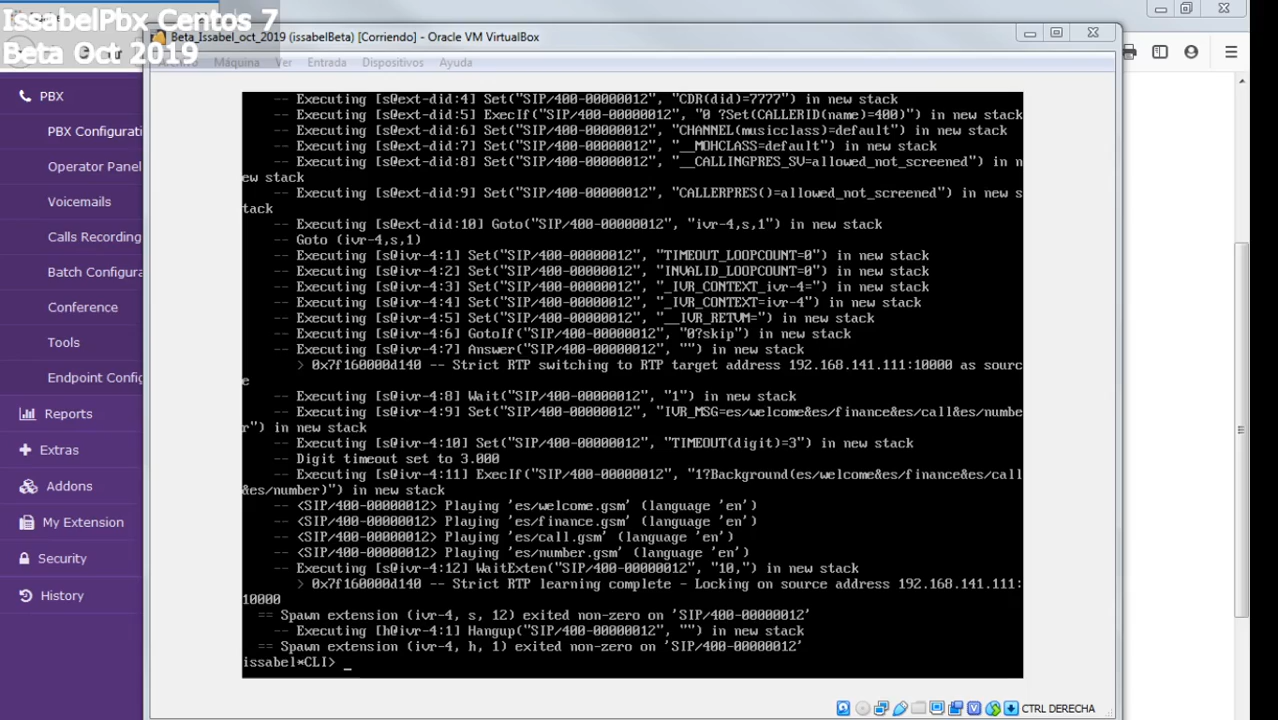 IssabelPbx Centos 7
Beta Oct 2019
Beta_Issabel_oct_2019 (issabelBeta) [Corriendo] - Oracle VM VirtualBox
Máquina Ver Entrada Dispositivos Ayuda
PBX
PBX Configurati
Operator Panel
Voicemails
Calls Recording
Batch Configura
Conference
Tools
Endpoint Config
Reports
Extras
Addons
My Extension
Security
History
-- Executing [s@ext-did:4] Set("SIP/400-00000012", "CDR(did)=7777") in new stack
-- Executing [s@ext-did:5] ExecIf("SIP/400-00000012", "0 ?Set(CALLERID(name)=400)") in new stack
-- Executing [s@ext-did:6] Set("SIP/400-00000012", "CHANNEL(musicclass)=default") in new stack
-- Executing [s@ext-did:7] Set("SIP/400-00000012", "__MOHCLASS=default") in new stack
-- Executing [s@ext-did:8] Set("SIP/400-00000012", "__CALLINGPRES_SV=allowed_not_screened") in n
ew stack
-- Executing [s@ext-did:9] Set("SIP/400-00000012", "CALLERPRES()=allowed_not_screened") in new s
tack
-- Executing [s@ext-did:10] Goto("SIP/400-00000012", "ivr-4,s,1") in new stack
-- Goto (ivr-4,s,1)
-- Executing [s@ivr-4:1] Set("SIP/400-00000012", "TIMEOUT_LOOPCOUNT=0") in new stack
-- Executing [s@ivr-4:2] Set("SIP/400-00000012", "INVALID_LOOPCOUNT=0") in new stack
-- Executing [s@ivr-4:3] Set("SIP/400-00000012", "_IVR_CONTEXT_ivr-4=") in new stack
-- Executing [s@ivr-4:4] Set("SIP/400-00000012", "_IVR_CONTEXT=ivr-4") in new stack
-- Executing [s@ivr-4:5] Set("SIP/400-00000012", "__IVR_RETVM=") in new stack
-- Executing [s@ivr-4:6] GotoIf("SIP/400-00000012", "0?skip") in new stack
-- Executing [s@ivr-4:7] Answer("SIP/400-00000012", "") in new stack
> 0x7f160000d140 -- Strict RTP switching to RTP target address 192.168.141.111:10000 as sourc
e
-- Executing [s@ivr-4:8] Wait("SIP/400-00000012", "1") in new stack
-- Executing [s@ivr-4:9] Set("SIP/400-00000012", "IVR_MSG=es/welcome&es/finance&es/call&es/numbe
r") in new stack
-- Executing [s@ivr-4:10] Set("SIP/400-00000012", "TIMEOUT(digit)=3") in new stack
-- Digit timeout set to 3.000
-- Executing [s@ivr-4:11] ExecIf("SIP/400-00000012", "1?Background(es/welcome&es/finance&es/call
&es/number)") in new stack
-- <SIP/400-00000012> Playing 'es/welcome.gsm' (language 'en')
-- <SIP/400-00000012> Playing 'es/finance.gsm' (language 'en')
-- <SIP/400-00000012> Playing 'es/call.gsm' (language 'en')
-- <SIP/400-00000012> Playing 'es/number.gsm' (language 'en')
-- Executing [s@ivr-4:12] WaitExten("SIP/400-00000012", "10,") in new stack
> 0x7f160000d140 -- Strict RTP learning complete - Locking on source address 192.168.141.111:
10000
== Spawn extension (ivr-4, s, 12) exited non-zero on 'SIP/400-00000012'
-- Executing [h@ivr-4:1] Hangup("SIP/400-00000012", "") in new stack
== Spawn extension (ivr-4, h, 1) exited non-zero on 'SIP/400-00000012'
issabel*CLI> _
CTRL DERECHA